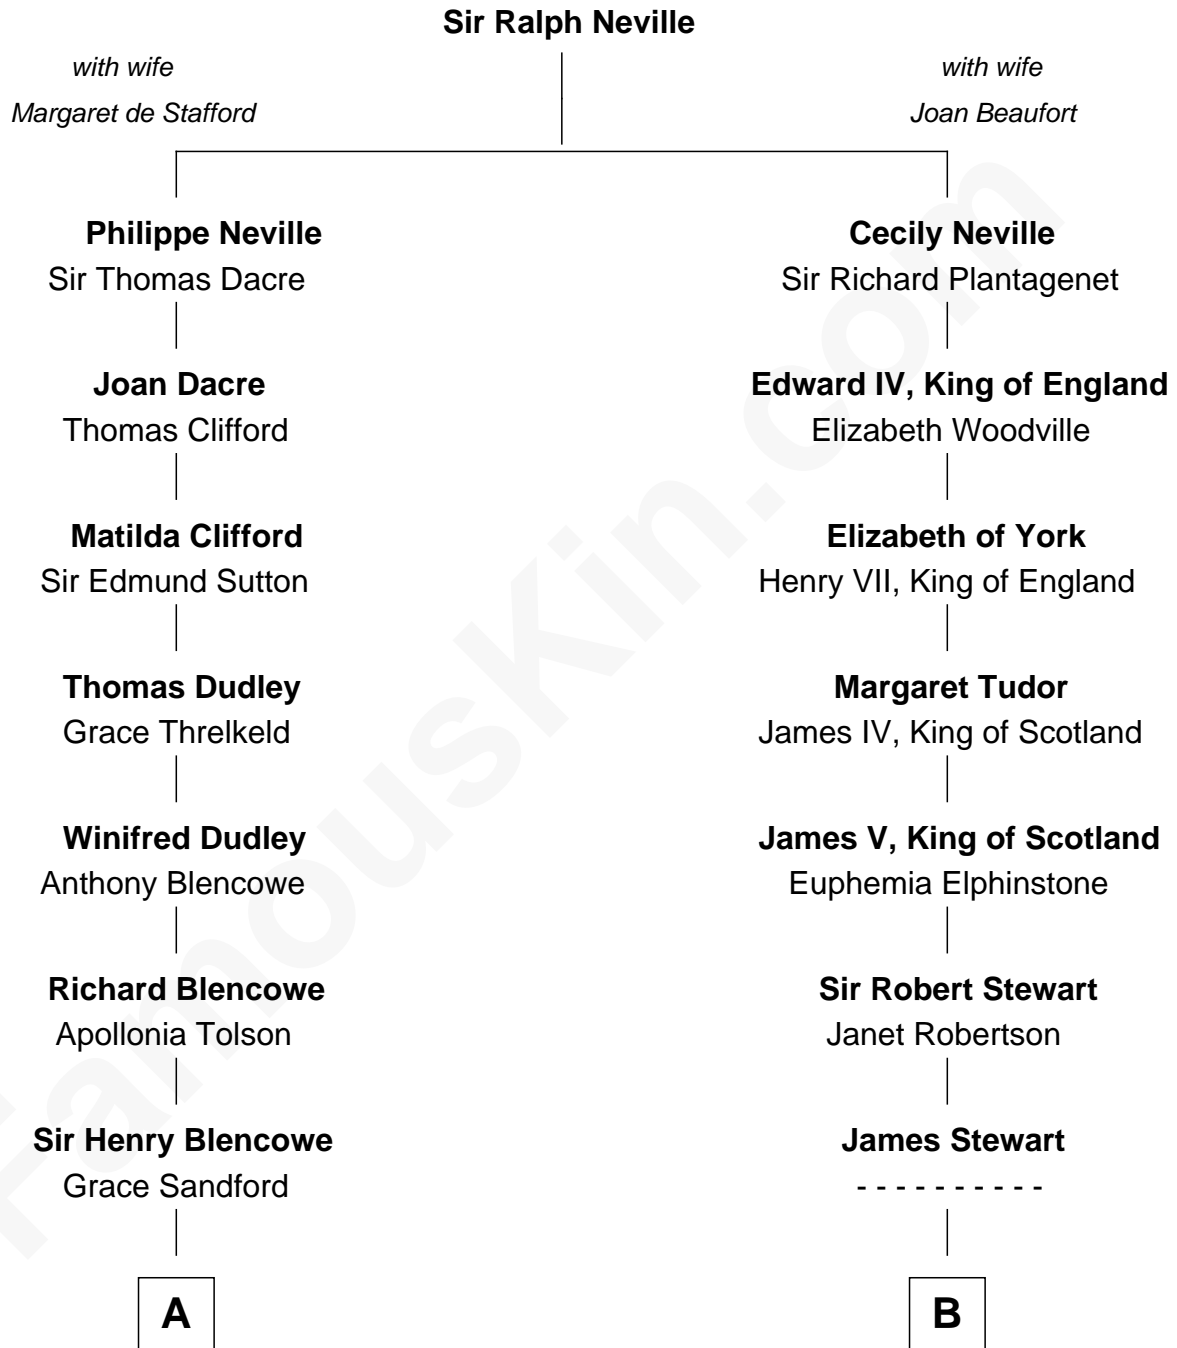 Sir Ralph Neville
with wife
Margaret de Stafford
with wife
Joan Beaufort
Philippe Neville
Sir Thomas Dacre
Cecily Neville
Sir Richard Plantagenet
Joan Dacre
Thomas Clifford
Edward IV, King of England
Elizabeth Woodville
Matilda Clifford
Sir Edmund Sutton
Elizabeth of York
Henry VII, King of England
Thomas Dudley
Grace Threlkeld
Margaret Tudor
James IV, King of Scotland
Winifred Dudley
Anthony Blencowe
James V, King of Scotland
Euphemia Elphinstone
Richard Blencowe
Apollonia Tolson
Sir Robert Stewart
Janet Robertson
Sir Henry Blencowe
Grace Sandford
James Stewart
- - - - - - - - - -
A
B
FamousKin.com